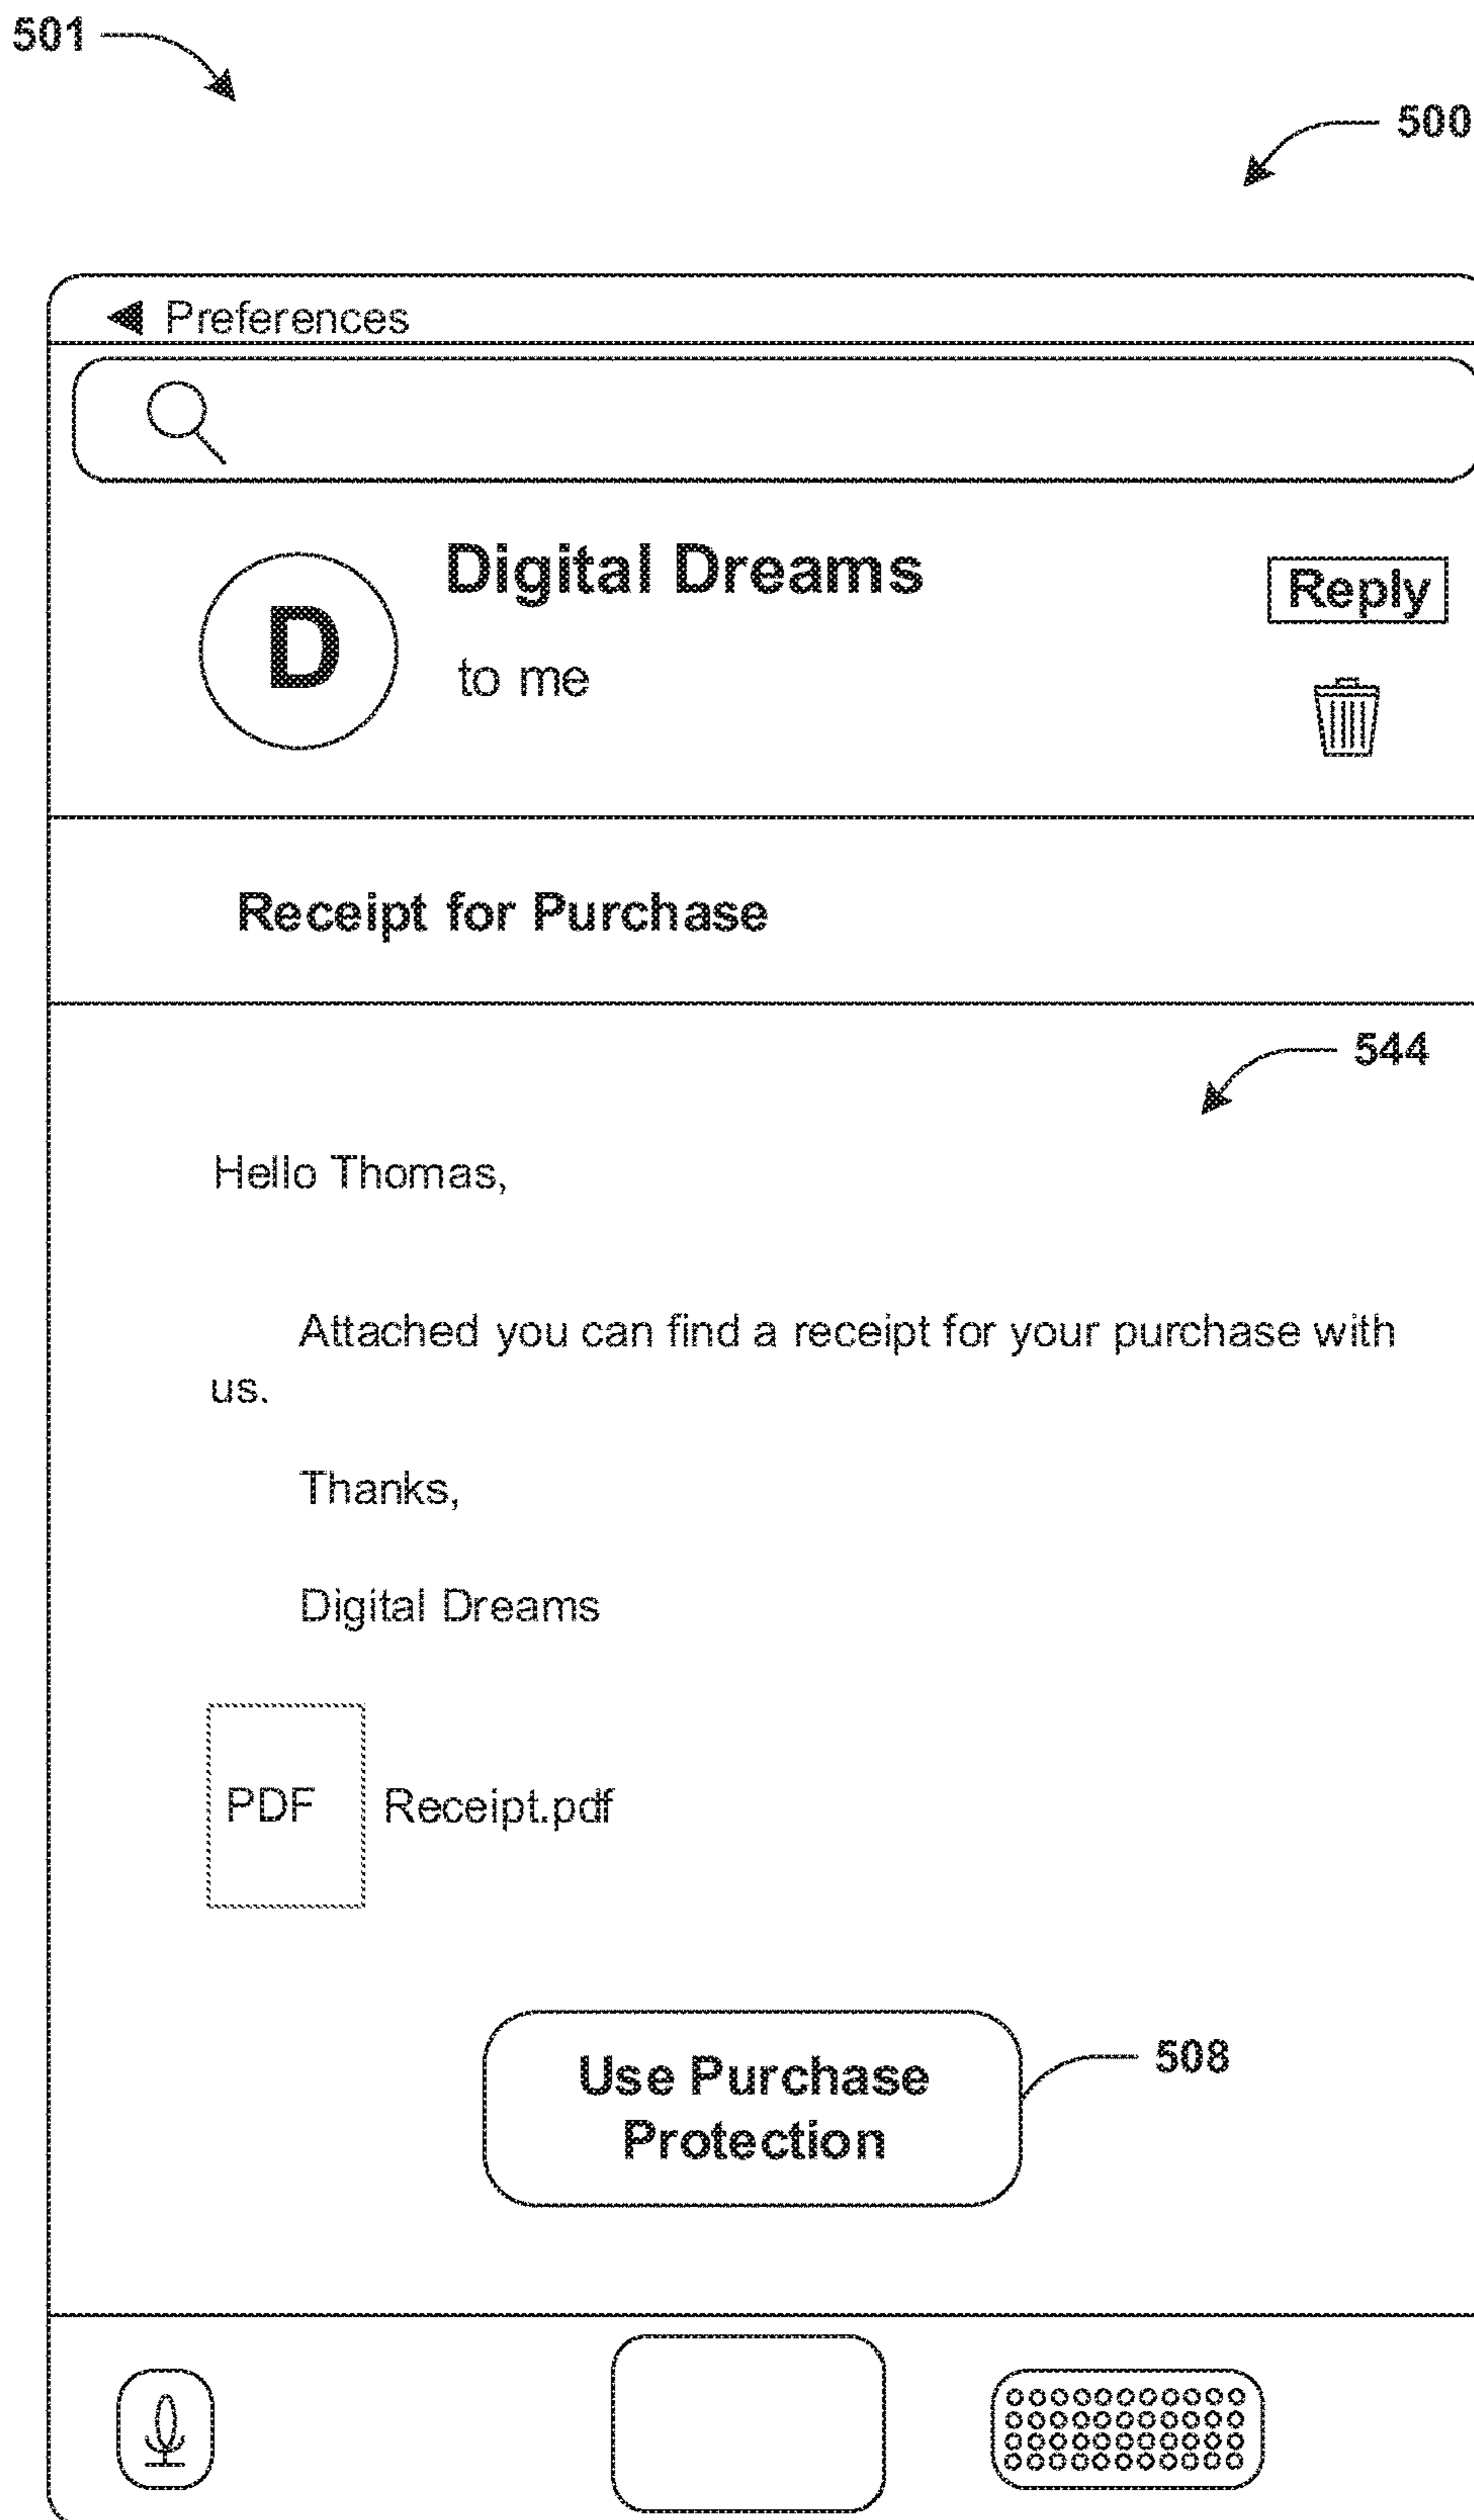 501
500
Preferences
Digital Dreams
Reply
D
to me
Receipt for Purchase
544
Hello Thomas,
Attached you can find a receipt for your purchase with
us.
Thanks,
Digital Dreams
PDF
Receipt.pdf
Use Purchase
Protection
508